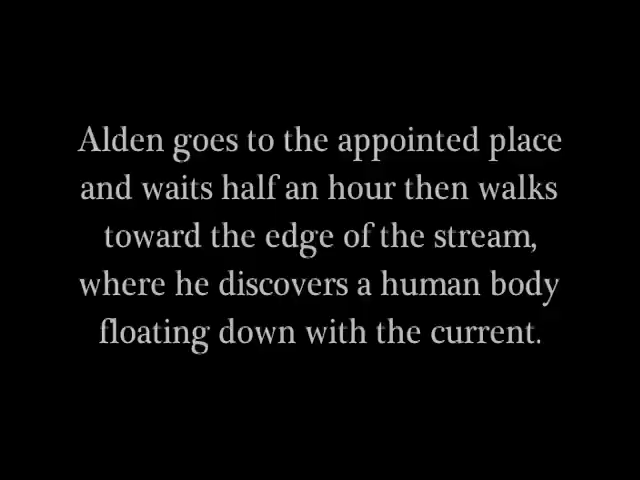 Alden goes to the appointed place
and waits half an hour then walks
toward the edge of the stream,
where he discovers a human body
floating down with the current.